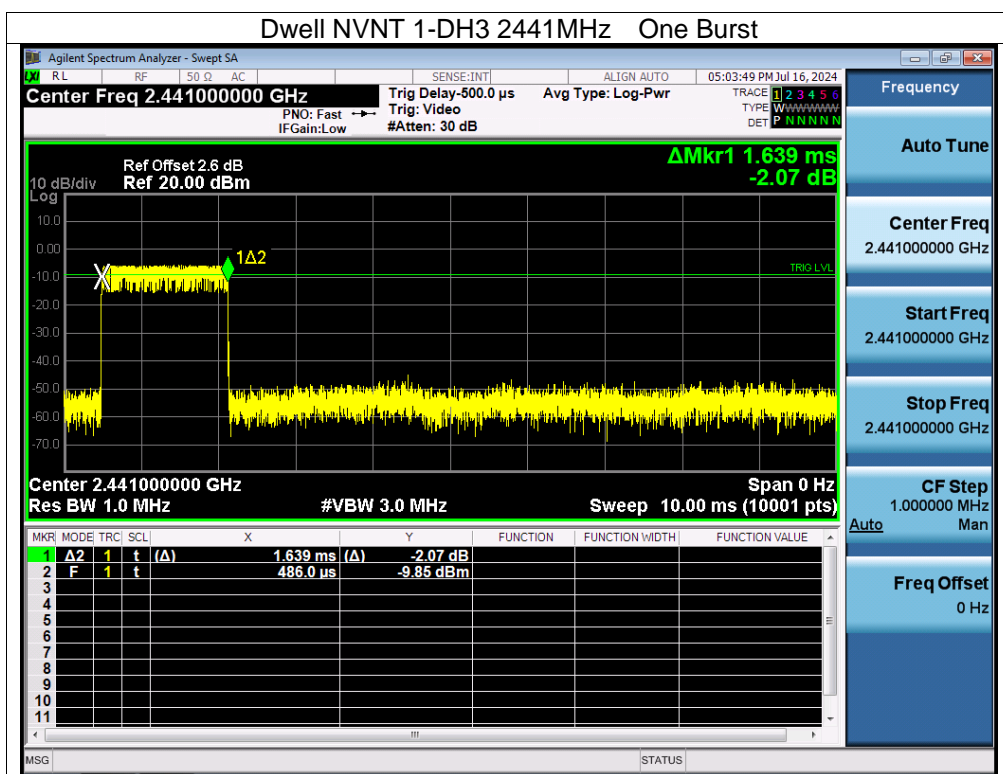 Dwell NVNT 1-DH3 2441MHz One Burst
Agilent Spectrum Analyzer - Swept SA
LXI RL RF 50 Ω AC SENSE:INT ALIGN AUTO 05:03:49 PM Jul 16, 2024
Center Freq 2.441000000 GHz
PNO: Fast
IFGain:Low
Trig Delay-500.0 µs
Trig: Video
#Atten: 30 dB
Avg Type: Log-Pwr
TRACE 1 2 3 4 5 6
TYPE WWWWWWW
DET P N N N N N
ΔMkr1 1.639 ms
-2.07 dB
Ref Offset 2.6 dB
10 dB/div Ref 20.00 dBm
Log
10.0
0.00
-10.0
-20.0
-30.0
-40.0
-50.0
-60.0
-70.0
1Δ2
TRIG LVL
Center 2.441000000 GHz Span 0 Hz
Res BW 1.0 MHz #VBW 3.0 MHz Sweep 10.00 ms (10001 pts)
MKR MODE TRC SCL X Y FUNCTION FUNCTION WIDTH FUNCTION VALUE
1 Δ2 1 t (Δ) 1.639 ms (Δ) -2.07 dB
2 F 1 t 486.0 µs -9.85 dBm
3
4
5
6
7
8
9
10
11
MSG STATUS
Frequency
Auto Tune
Center Freq
2.441000000 GHz
Start Freq
2.441000000 GHz
Stop Freq
2.441000000 GHz
CF Step
1.000000 MHz
Auto Man
Freq Offset
0 Hz